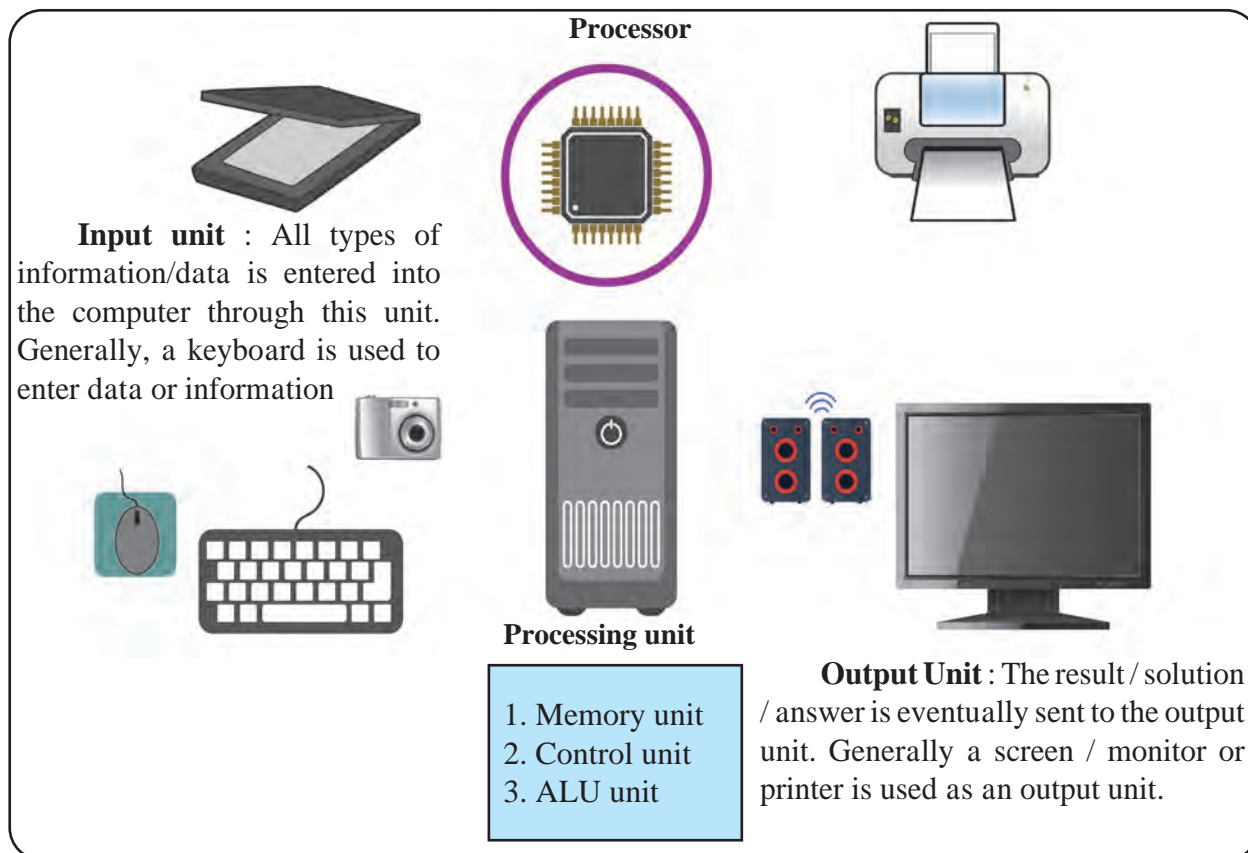 Processor
Input unit : All types of
information/data is entered into
the computer through this unit.
Generally, a keyboard is used to
enter data or information
Processing unit
1. Memory unit
2. Control unit
3. ALU unit
Output Unit : The result / solution
/ answer is eventually sent to the output
unit. Generally a screen / monitor or
printer is used as an output unit.